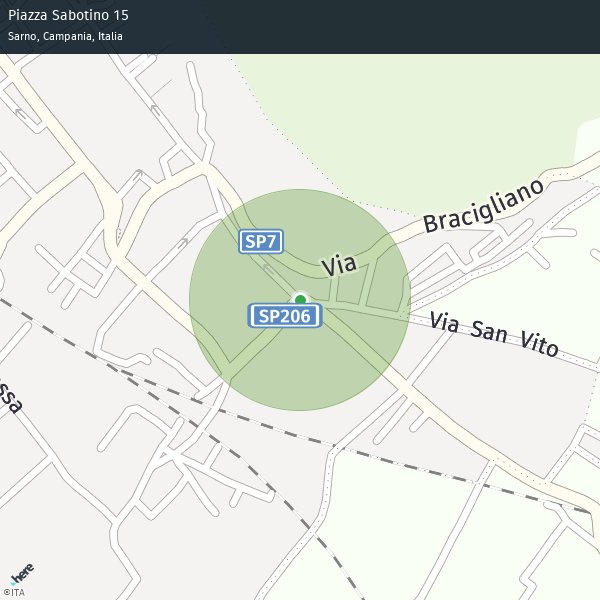 Piazza Sabotino 15
Sarno, Campania, Italia
Bracigliano
SP7
Via
SP206
Via San Vito
ssa
here
©ITA